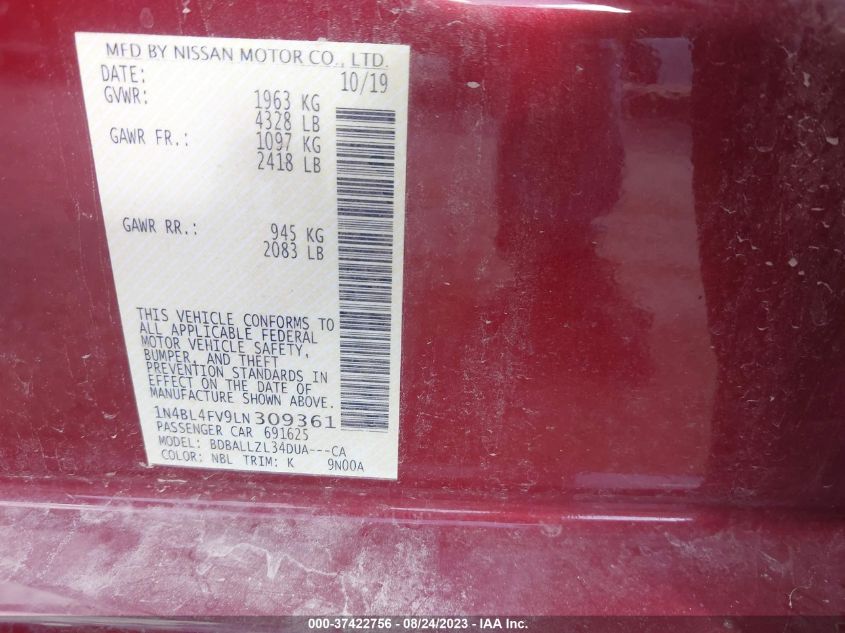 MFD BY NISSAN MOTOR CO., LTD.
DATE: 10/19
GVWR: 1963 KG
4328 LB
GAWR FR.: 1097 KG
2418 LB
GAWR RR.: 945 KG
2083 LB
THIS VEHICLE CONFORMS TO
ALL APPLICABLE FEDERAL
MOTOR VEHICLE SAFETY,
BUMPER, AND THEFT
PREVENTION STANDARDS IN
EFFECT ON THE DATE OF
MANUFACTURE SHOWN ABOVE.
1N4BL4FV9LN309361
PASSENGER CAR 691625
MODEL: BDBALLZL34DUA---CA
COLOR: NBL TRIM: K 9N00A
000-37422756 - 08/24/2023 - IAA Inc.